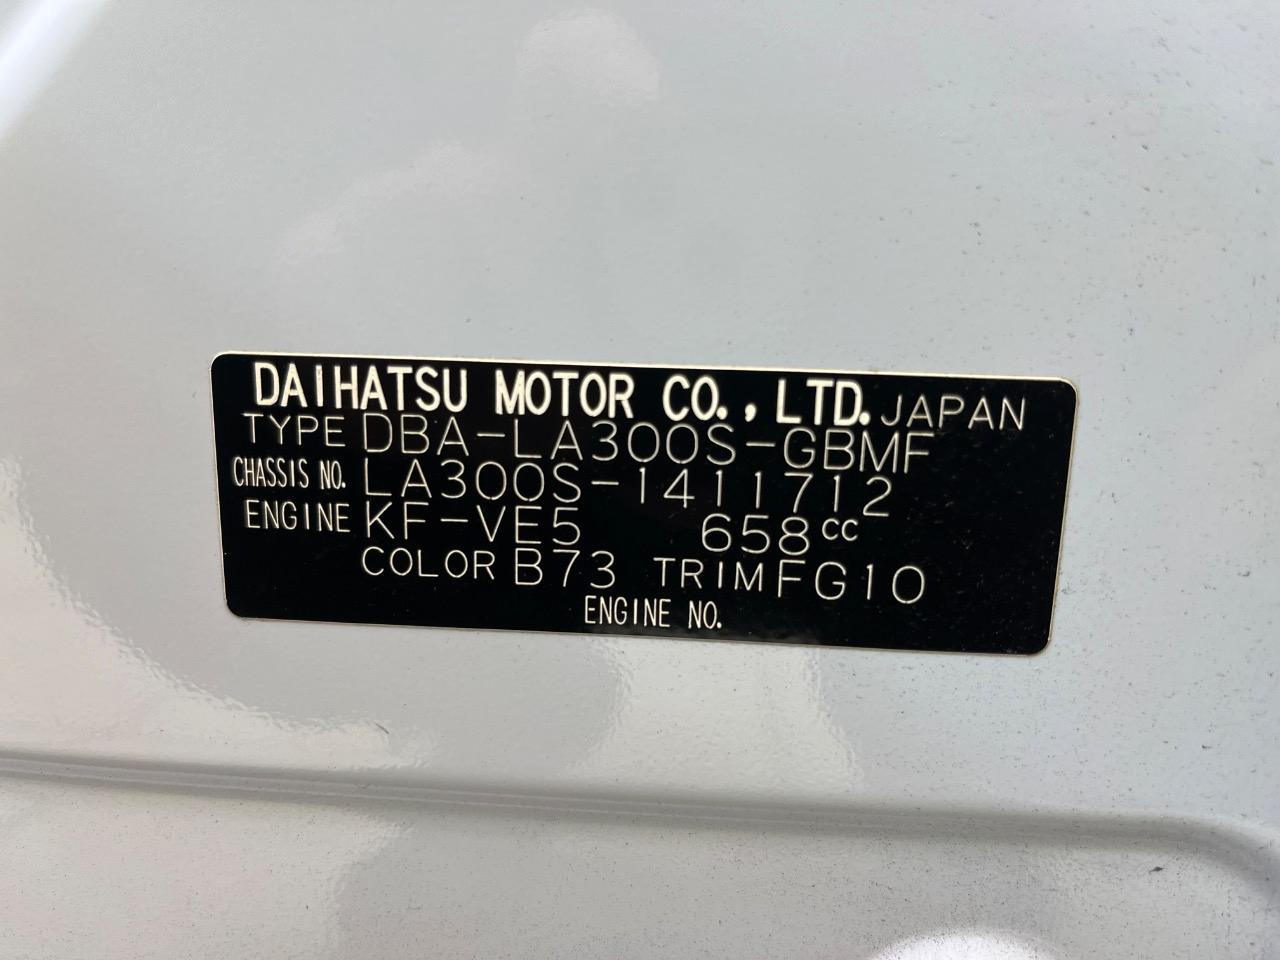 DAIHATSU MOTOR CO., LTD. JAPAN
TYPE DBA-LA300S-GBMF
CHASSIS NO. LA300S-1411712
ENGINE KF-VE5 658cc
COLOR B73 TRIM FG10
ENGINE NO.